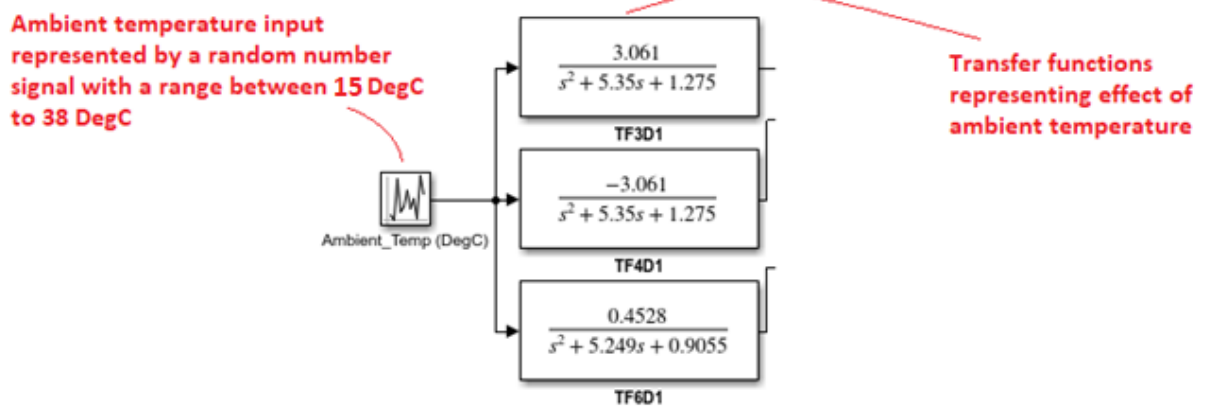 Ambient temperature input
represented by a random number
signal with a range between 15 DegC
to 38 DegC
Ambient_Temp (DegC)
3.061
s² + 5.35s + 1.275
TF3D1
−3.061
s² + 5.35s + 1.275
TF4D1
0.4528
s² + 5.249s + 0.9055
TF6D1
Transfer functions
representing effect of
ambient temperature